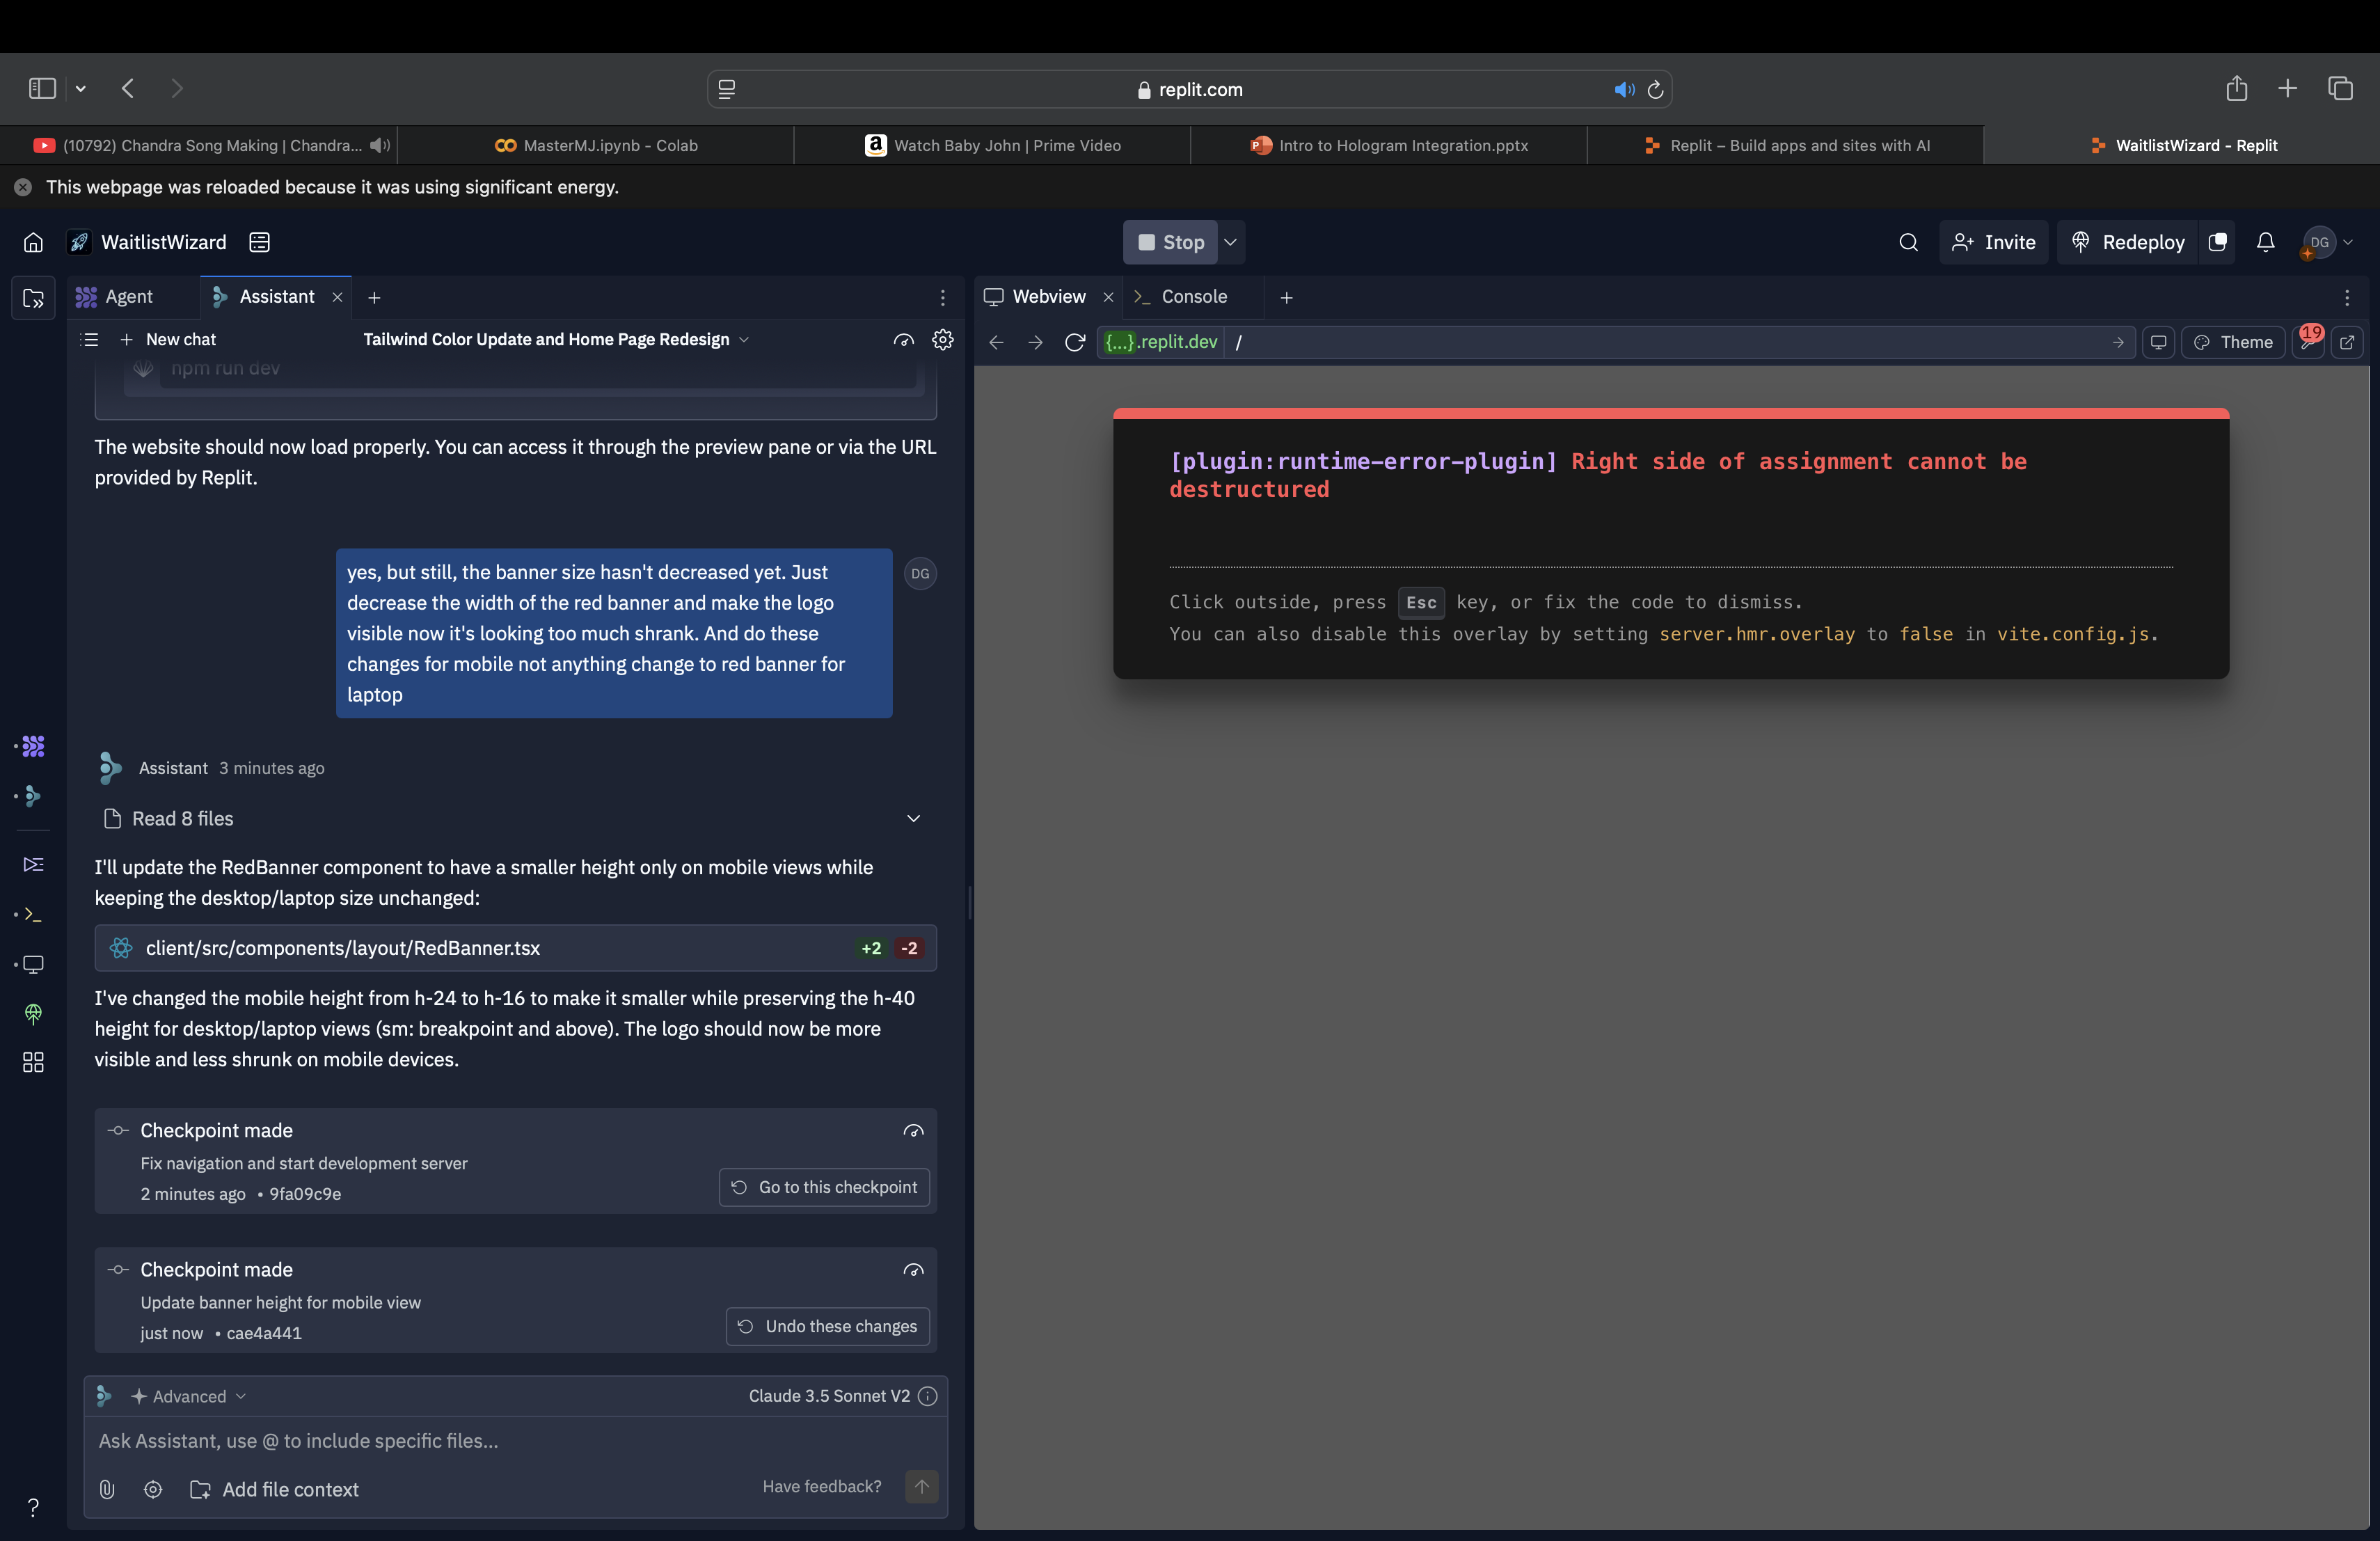 replit.com
(10792) Chandra Song Making | Chandra...
MasterMJ.ipynb - Colab
Watch Baby John | Prime Video
Intro to Hologram Integration.pptx
Replit – Build apps and sites with AI
WaitlistWizard - Replit
This webpage was reloaded because it was using significant energy.
WaitlistWizard
Stop
Invite
Redeploy
DG
Agent
Assistant
Webview
Console
New chat
Tailwind Color Update and Home Page Redesign
{...}.replit.dev
/
Theme
19
npm run dev
The website should now load properly. You can access it through the preview pane or via the URL
provided by Replit.
yes, but still, the banner size hasn't decreased yet. Just
decrease the width of the red banner and make the logo
visible now it's looking too much shrank. And do these
changes for mobile not anything change to red banner for
laptop
DG
Assistant 3 minutes ago
Read 8 files
I'll update the RedBanner component to have a smaller height only on mobile views while
keeping the desktop/laptop size unchanged:
client/src/components/layout/RedBanner.tsx
+2 -2
I've changed the mobile height from h-24 to h-16 to make it smaller while preserving the h-40
height for desktop/laptop views (sm: breakpoint and above). The logo should now be more
visible and less shrunk on mobile devices.
Checkpoint made
Fix navigation and start development server
2 minutes ago • 9fa09c9e
Go to this checkpoint
Checkpoint made
Update banner height for mobile view
just now • cae4a441
Undo these changes
Advanced
Claude 3.5 Sonnet V2
Ask Assistant, use @ to include specific files...
Add file context
Have feedback?
[plugin:runtime-error-plugin] Right side of assignment cannot be
destructured
Click outside, press Esc key, or fix the code to dismiss.
You can also disable this overlay by setting server.hmr.overlay to false in vite.config.js.